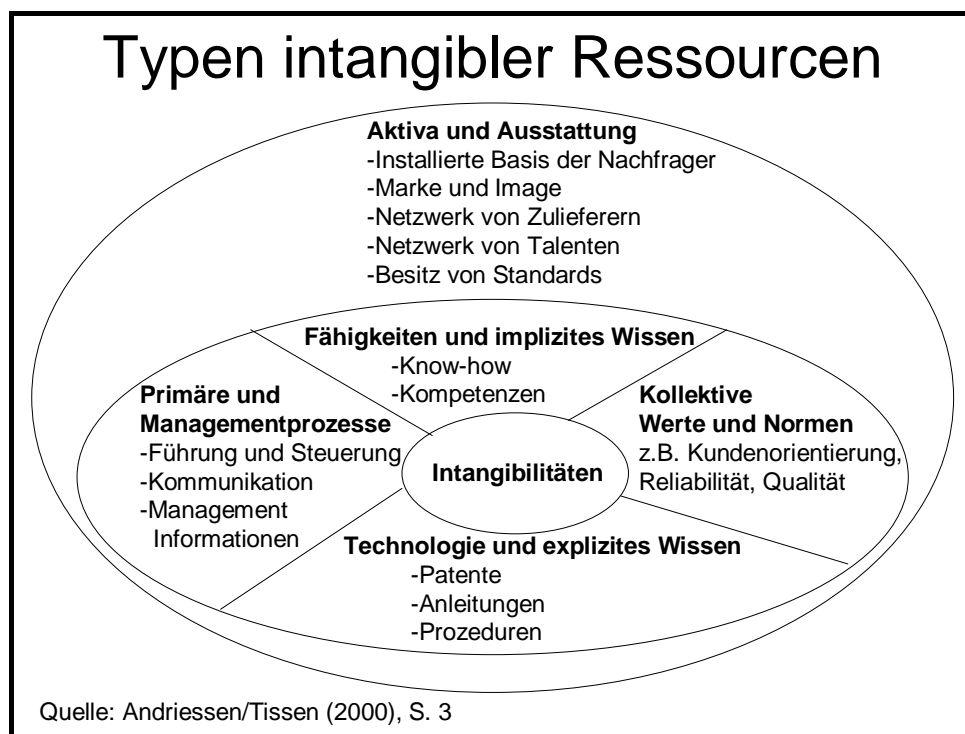 Typen intangibler Ressourcen
Aktiva und Ausstattung
-Installierte Basis der Nachfrager
-Marke und Image
-Netzwerk von Zulieferern
-Netzwerk von Talenten
-Besitz von Standards
Fähigkeiten und implizites Wissen
-Know-how
-Kompetenzen
Primäre und
Managementprozesse
-Führung und Steuerung
-Kommunikation
-Management
Informationen
Kollektive
Werte und Normen
z.B. Kundenorientierung,
Reliabilität, Qualität
Intangibilitäten
Technologie und explizites Wissen
-Patente
-Anleitungen
-Prozeduren
Quelle: Andriessen/Tissen (2000), S. 3